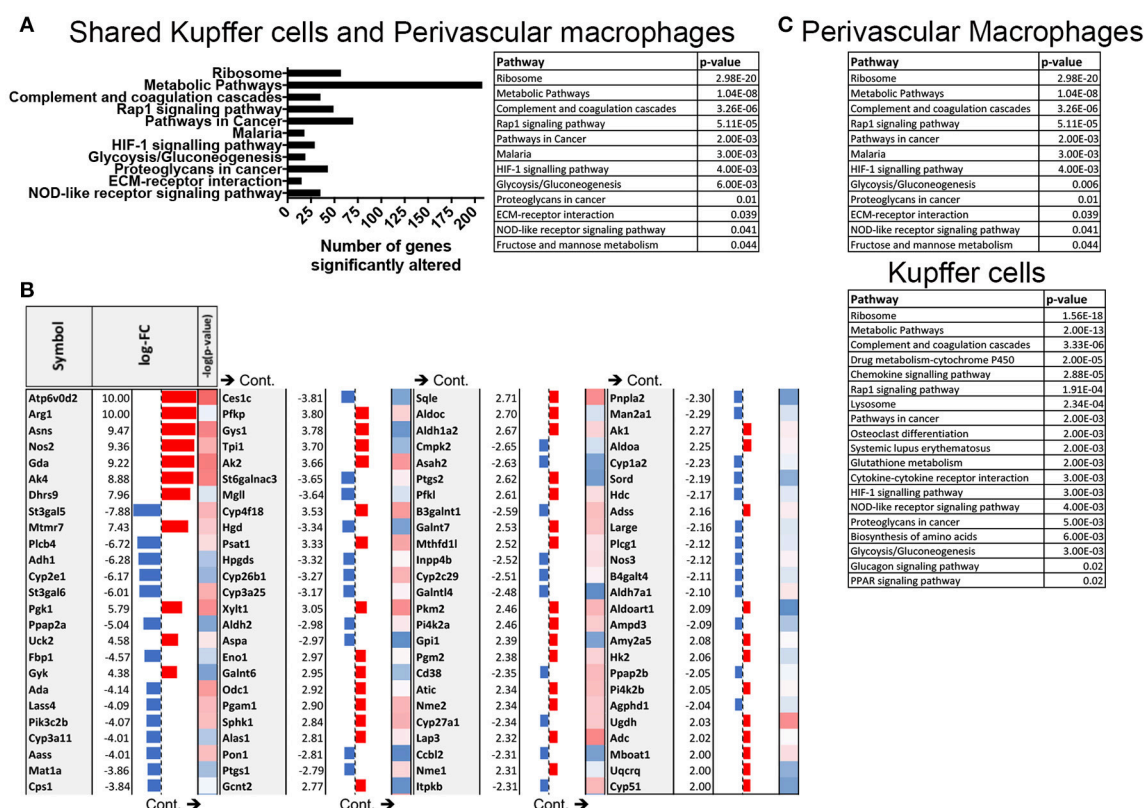 A
Shared Kupffer cells and Perivascular macrophages
Ribosome
Metabolic Pathways
Complement and coagulation cascades
Rap1 signaling pathway
Pathways in Cancer
Malaria
HIF-1 signalling pathway
Glycoysis/Gluconeogenesis
Proteoglycans in cancer
ECM-receptor interaction
NOD-like receptor signaling pathway
0 25 50 75 100 125 150 175 200
Number of genes
significantly altered
Pathway p-value
Ribosome 2.98E-20
Metabolic Pathways 1.04E-08
Complement and coagulation cascades 3.26E-06
Rap1 signaling pathway 5.11E-05
Pathways in Cancer 2.00E-03
Malaria 3.00E-03
HIF-1 signalling pathway 4.00E-03
Glycoysis/Gluconeogenesis 6.00E-03
Proteoglycans in cancer 0.01
ECM-receptor interaction 0.039
NOD-like receptor signaling pathway 0.041
Fructose and mannose metabolism 0.044
C
Perivascular Macrophages
Pathway p-value
Ribosome 2.98E-20
Metabolic Pathways 1.04E-08
Complement and coagulation cascades 3.26E-06
Rap1 signaling pathway 5.11E-05
Pathways in cancer 2.00E-03
Malaria 3.00E-03
HIF-1 signalling pathway 4.00E-03
Glycoysis/Gluconeogenesis 0.006
Proteoglycans in cancer 0.01
ECM-receptor interaction 0.039
NOD-like receptor signaling pathway 0.041
Fructose and mannose metabolism 0.044
Kupffer cells
Pathway p-value
Ribosome 1.56E-18
Metabolic Pathways 2.00E-13
Complement and coagulation cascades 3.33E-06
Drug metabolism-cytochrome P450 2.00E-05
Chemokine signalling pathway 2.88E-05
Rap1 signaling pathway 1.91E-04
Lysosome 2.34E-04
Pathways in cancer 2.00E-03
Osteoclast differentiation 2.00E-03
Systemic lupus erythematosus 2.00E-03
Glutathione metabolism 2.00E-03
Cytokine-cytokine receptor interaction 3.00E-03
HIF-1 signalling pathway 3.00E-03
NOD-like receptor signaling pathway 4.00E-03
Proteoglycans in cancer 5.00E-03
Biosynthesis of amino acids 6.00E-03
Glycoysis/Gluconeogenesis 3.00E-03
Glucagon signaling pathway 0.02
PPAR signaling pathway 0.02
B
Symbol log-FC -log(p-value)
➔ Cont. ➔ Cont. ➔ Cont.
Atp6v0d2 10.00 Ces1c -3.81 Sqle 2.71 Pnpla2 -2.30
Arg1 10.00 Pfkp 3.80 Aldoc 2.70 Man2a1 -2.29
Asns 9.47 Gys1 3.78 Aldh1a2 2.67 Ak1 2.27
Nos2 9.36 Tpi1 3.70 Cmpk2 -2.65 Aldoa 2.25
Gda 9.22 Ak2 3.66 Asah2 -2.63 Cyp1a2 -2.23
Ak4 8.88 St6galnac3 -3.65 Ptgs2 2.62 Sord -2.19
Dhrs9 7.96 Mgll -3.64 Pfkl 2.61 Hdc -2.17
St3gal5 -7.88 Cyp4f18 3.53 B3galnt1 -2.59 Adss 2.16
Mtmr7 7.43 Hgd -3.34 Galnt7 2.53 Large -2.16
Plcb4 -6.72 Psat1 3.33 Mthfd1l 2.52 Plcg1 -2.12
Adh1 -6.28 Hpgds -3.32 Inpp4b -2.52 Nos3 -2.12
Cyp2e1 -6.17 Cyp26b1 -3.27 Cyp2c29 -2.51 B4galt4 -2.11
St3gal6 -6.01 Cyp3a25 -3.17 Galntl4 -2.48 Aldh7a1 -2.10
Pgk1 5.79 Xylt1 3.05 Pkm2 2.46 Aldoart1 2.09
Ppap2a -5.04 Aldh2 -2.98 Pi4k2a 2.46 Ampd3 -2.09
Uck2 4.58 Aspa -2.97 Gpi1 2.39 Amy2a5 2.08
Fbp1 -4.57 Eno1 2.97 Pgm2 2.38 Hk2 2.06
Gyk 4.38 Galnt6 2.95 Cd38 -2.35 Ppap2b -2.05
Ada -4.14 Odc1 2.92 Atic 2.34 Pi4k2b 2.05
Lass4 -4.09 Pgam1 2.90 Nme2 2.34 Agphd1 -2.04
Pik3c2b -4.07 Sphk1 2.84 Cyp27a1 -2.34 Ugdh 2.03
Cyp3a11 -4.01 Alas1 2.81 Lap3 2.32 Adc 2.02
Aass -4.01 Pon1 -2.81 Ccbl2 -2.31 Mboat1 2.00
Mat1a -3.86 Ptgs1 -2.79 Nme1 2.31 Uqcrq 2.00
Cps1 -3.84 Gcnt2 2.77 Itpkb -2.31 Cyp51 2.00
Cont. ➔ Cont. ➔ Cont. ➔